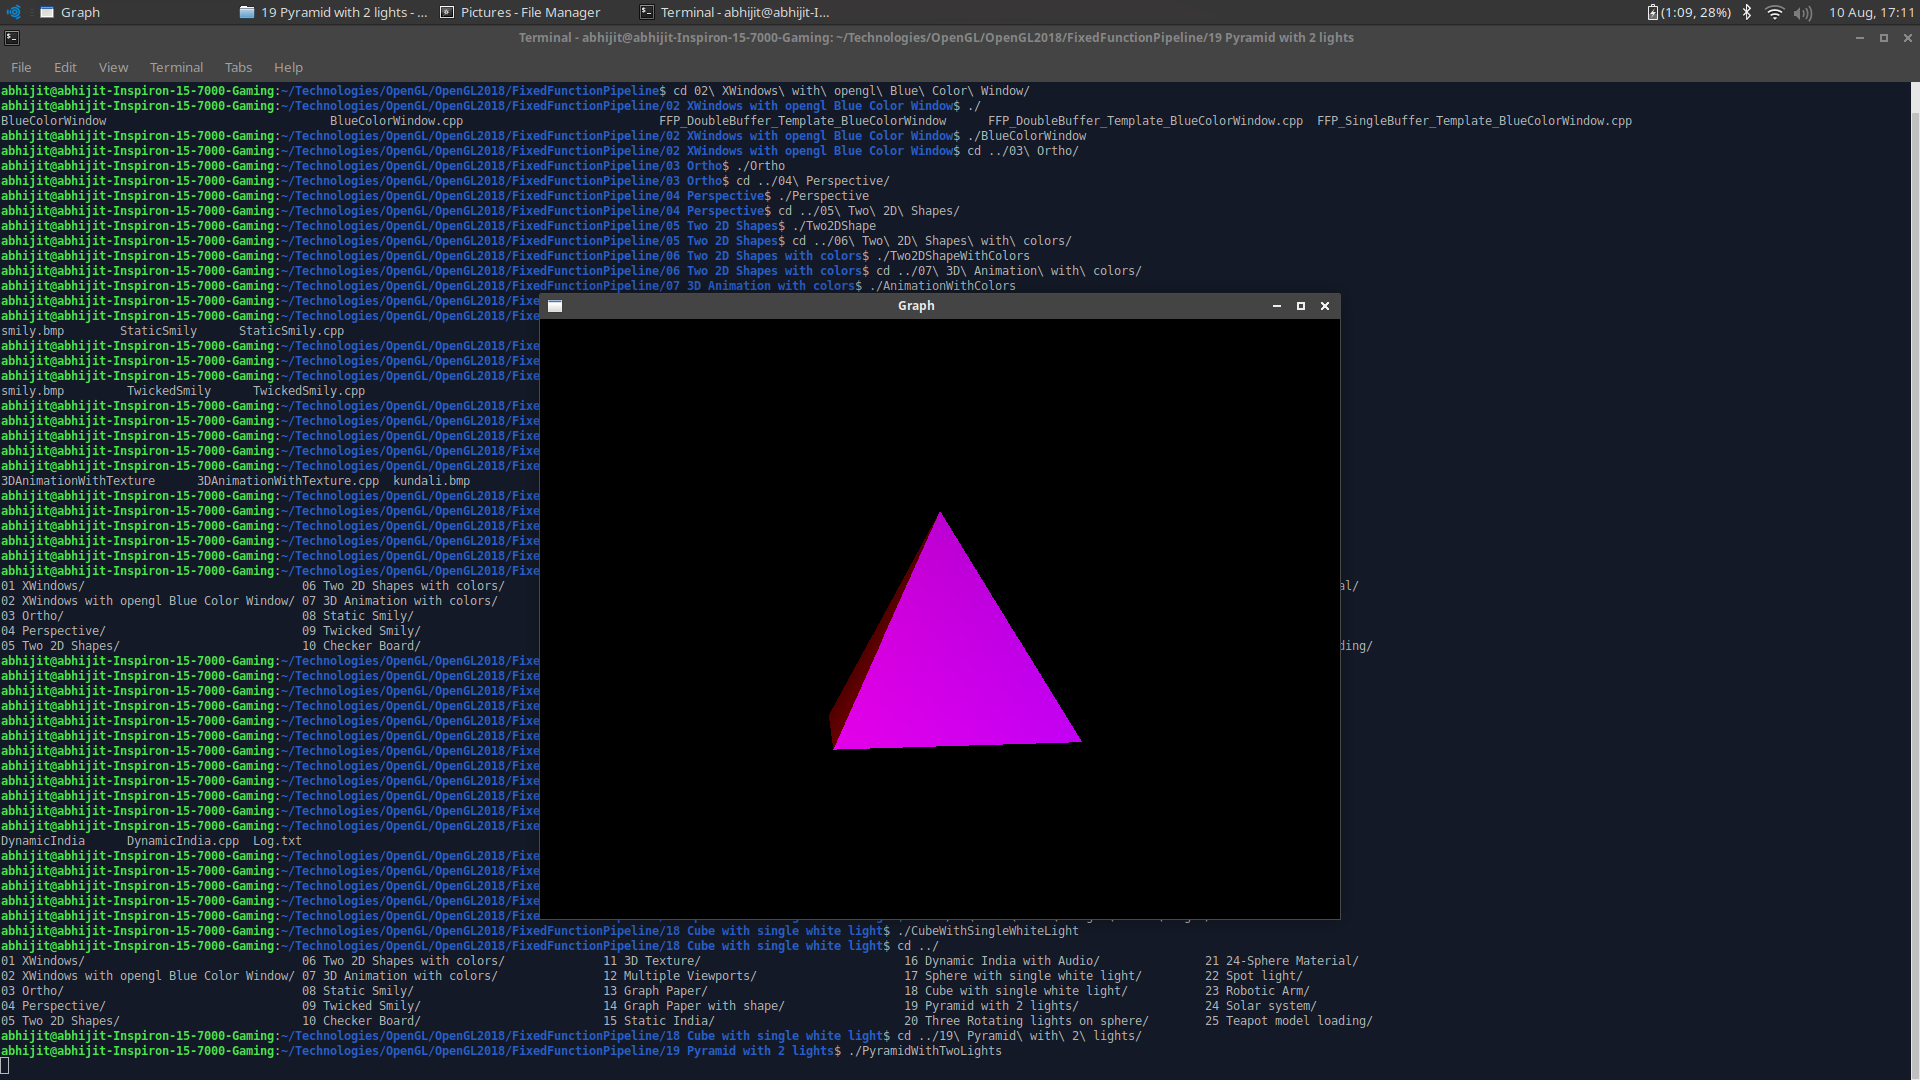 Graph
19 Pyramid with 2 lights - ...
Pictures - File Manager
Terminal - abhijit@abhijit-I...
(1:09, 28%)
10 Aug, 17:11
Terminal - abhijit@abhijit-Inspiron-15-7000-Gaming: ~/Technologies/OpenGL/OpenGL2018/FixedFunctionPipeline/19 Pyramid with 2 lights
File Edit View Terminal Tabs Help
abhijit@abhijit-Inspiron-15-7000-Gaming:~/Technologies/OpenGL/OpenGL2018/FixedFunctionPipeline$ cd 02\ XWindows\ with\ opengl\ Blue\ Color\ Window/
abhijit@abhijit-Inspiron-15-7000-Gaming:~/Technologies/OpenGL/OpenGL2018/FixedFunctionPipeline/02 XWindows with opengl Blue Color Window$ ./
BlueColorWindow BlueColorWindow.cpp FFP_DoubleBuffer_Template_BlueColorWindow FFP_DoubleBuffer_Template_BlueColorWindow.cpp FFP_SingleBuffer_Template_BlueColorWindow.cpp
abhijit@abhijit-Inspiron-15-7000-Gaming:~/Technologies/OpenGL/OpenGL2018/FixedFunctionPipeline/02 XWindows with opengl Blue Color Window$ ./BlueColorWindow
abhijit@abhijit-Inspiron-15-7000-Gaming:~/Technologies/OpenGL/OpenGL2018/FixedFunctionPipeline/02 XWindows with opengl Blue Color Window$ cd ../03\ Ortho/
abhijit@abhijit-Inspiron-15-7000-Gaming:~/Technologies/OpenGL/OpenGL2018/FixedFunctionPipeline/03 Ortho$ ./Ortho
abhijit@abhijit-Inspiron-15-7000-Gaming:~/Technologies/OpenGL/OpenGL2018/FixedFunctionPipeline/03 Ortho$ cd ../04\ Perspective/
abhijit@abhijit-Inspiron-15-7000-Gaming:~/Technologies/OpenGL/OpenGL2018/FixedFunctionPipeline/04 Perspective$ ./Perspective
abhijit@abhijit-Inspiron-15-7000-Gaming:~/Technologies/OpenGL/OpenGL2018/FixedFunctionPipeline/04 Perspective$ cd ../05\ Two\ 2D\ Shapes/
abhijit@abhijit-Inspiron-15-7000-Gaming:~/Technologies/OpenGL/OpenGL2018/FixedFunctionPipeline/05 Two 2D Shapes$ ./Two2DShape
abhijit@abhijit-Inspiron-15-7000-Gaming:~/Technologies/OpenGL/OpenGL2018/FixedFunctionPipeline/05 Two 2D Shapes$ cd ../06\ Two\ 2D\ Shapes\ with\ colors/
abhijit@abhijit-Inspiron-15-7000-Gaming:~/Technologies/OpenGL/OpenGL2018/FixedFunctionPipeline/06 Two 2D Shapes with colors$ ./Two2DShapeWithColors
abhijit@abhijit-Inspiron-15-7000-Gaming:~/Technologies/OpenGL/OpenGL2018/FixedFunctionPipeline/06 Two 2D Shapes with colors$ cd ../07\ 3D\ Animation\ with\ colors/
abhijit@abhijit-Inspiron-15-7000-Gaming:~/Technologies/OpenGL/OpenGL2018/FixedFunctionPipeline/07 3D Animation with colors$ ./AnimationWithColors
abhijit@abhijit-Inspiron-15-7000-Gaming:~/Technologies/OpenGL/OpenGL2018/Fixe
Graph
abhijit@abhijit-Inspiron-15-7000-Gaming:~/Technologies/OpenGL/OpenGL2018/Fixe
smily.bmp StaticSmily StaticSmily.cpp
abhijit@abhijit-Inspiron-15-7000-Gaming:~/Technologies/OpenGL/OpenGL2018/Fixe
abhijit@abhijit-Inspiron-15-7000-Gaming:~/Technologies/OpenGL/OpenGL2018/Fixe
abhijit@abhijit-Inspiron-15-7000-Gaming:~/Technologies/OpenGL/OpenGL2018/Fixe
smily.bmp TwickedSmily TwickedSmily.cpp
abhijit@abhijit-Inspiron-15-7000-Gaming:~/Technologies/OpenGL/OpenGL2018/Fixe
abhijit@abhijit-Inspiron-15-7000-Gaming:~/Technologies/OpenGL/OpenGL2018/Fixe
abhijit@abhijit-Inspiron-15-7000-Gaming:~/Technologies/OpenGL/OpenGL2018/Fixe
abhijit@abhijit-Inspiron-15-7000-Gaming:~/Technologies/OpenGL/OpenGL2018/Fixe
abhijit@abhijit-Inspiron-15-7000-Gaming:~/Technologies/OpenGL/OpenGL2018/Fixe
3DAnimationWithTexture 3DAnimationWithTexture.cpp kundali.bmp
abhijit@abhijit-Inspiron-15-7000-Gaming:~/Technologies/OpenGL/OpenGL2018/Fixe
abhijit@abhijit-Inspiron-15-7000-Gaming:~/Technologies/OpenGL/OpenGL2018/Fixe
abhijit@abhijit-Inspiron-15-7000-Gaming:~/Technologies/OpenGL/OpenGL2018/Fixe
abhijit@abhijit-Inspiron-15-7000-Gaming:~/Technologies/OpenGL/OpenGL2018/Fixe
abhijit@abhijit-Inspiron-15-7000-Gaming:~/Technologies/OpenGL/OpenGL2018/Fixe
abhijit@abhijit-Inspiron-15-7000-Gaming:~/Technologies/OpenGL/OpenGL2018/Fixe
01 XWindows/ 06 Two 2D Shapes with colors/ al/
02 XWindows with opengl Blue Color Window/ 07 3D Animation with colors/
03 Ortho/ 08 Static Smily/
04 Perspective/ 09 Twicked Smily/
05 Two 2D Shapes/ 10 Checker Board/ ding/
abhijit@abhijit-Inspiron-15-7000-Gaming:~/Technologies/OpenGL/OpenGL2018/Fixe
abhijit@abhijit-Inspiron-15-7000-Gaming:~/Technologies/OpenGL/OpenGL2018/Fixe
abhijit@abhijit-Inspiron-15-7000-Gaming:~/Technologies/OpenGL/OpenGL2018/Fixe
abhijit@abhijit-Inspiron-15-7000-Gaming:~/Technologies/OpenGL/OpenGL2018/Fixe
abhijit@abhijit-Inspiron-15-7000-Gaming:~/Technologies/OpenGL/OpenGL2018/Fixe
abhijit@abhijit-Inspiron-15-7000-Gaming:~/Technologies/OpenGL/OpenGL2018/Fixe
abhijit@abhijit-Inspiron-15-7000-Gaming:~/Technologies/OpenGL/OpenGL2018/Fixe
abhijit@abhijit-Inspiron-15-7000-Gaming:~/Technologies/OpenGL/OpenGL2018/Fixe
abhijit@abhijit-Inspiron-15-7000-Gaming:~/Technologies/OpenGL/OpenGL2018/Fixe
abhijit@abhijit-Inspiron-15-7000-Gaming:~/Technologies/OpenGL/OpenGL2018/Fixe
abhijit@abhijit-Inspiron-15-7000-Gaming:~/Technologies/OpenGL/OpenGL2018/Fixe
abhijit@abhijit-Inspiron-15-7000-Gaming:~/Technologies/OpenGL/OpenGL2018/Fixe
DynamicIndia DynamicIndia.cpp Log.txt
abhijit@abhijit-Inspiron-15-7000-Gaming:~/Technologies/OpenGL/OpenGL2018/Fixe
abhijit@abhijit-Inspiron-15-7000-Gaming:~/Technologies/OpenGL/OpenGL2018/Fixe
abhijit@abhijit-Inspiron-15-7000-Gaming:~/Technologies/OpenGL/OpenGL2018/Fixe
abhijit@abhijit-Inspiron-15-7000-Gaming:~/Technologies/OpenGL/OpenGL2018/Fixe
abhijit@abhijit-Inspiron-15-7000-Gaming:~/Technologies/OpenGL/OpenGL2018/Fixe
abhijit@abhijit-Inspiron-15-7000-Gaming:~/Technologies/OpenGL/OpenGL2018/FixedFunctionPipeline/18 Cube with single white light$ ./CubeWithSingleWhiteLight
abhijit@abhijit-Inspiron-15-7000-Gaming:~/Technologies/OpenGL/OpenGL2018/FixedFunctionPipeline/18 Cube with single white light$ cd ../
01 XWindows/ 06 Two 2D Shapes with colors/ 11 3D Texture/ 16 Dynamic India with Audio/ 21 24-Sphere Material/
02 XWindows with opengl Blue Color Window/ 07 3D Animation with colors/ 12 Multiple Viewports/ 17 Sphere with single white light/ 22 Spot light/
03 Ortho/ 08 Static Smily/ 13 Graph Paper/ 18 Cube with single white light/ 23 Robotic Arm/
04 Perspective/ 09 Twicked Smily/ 14 Graph Paper with shape/ 19 Pyramid with 2 lights/ 24 Solar system/
05 Two 2D Shapes/ 10 Checker Board/ 15 Static India/ 20 Three Rotating lights on sphere/ 25 Teapot model loading/
abhijit@abhijit-Inspiron-15-7000-Gaming:~/Technologies/OpenGL/OpenGL2018/FixedFunctionPipeline/18 Cube with single white light$ cd ../19\ Pyramid\ with\ 2\ lights/
abhijit@abhijit-Inspiron-15-7000-Gaming:~/Technologies/OpenGL/OpenGL2018/FixedFunctionPipeline/19 Pyramid with 2 lights$ ./PyramidWithTwoLights